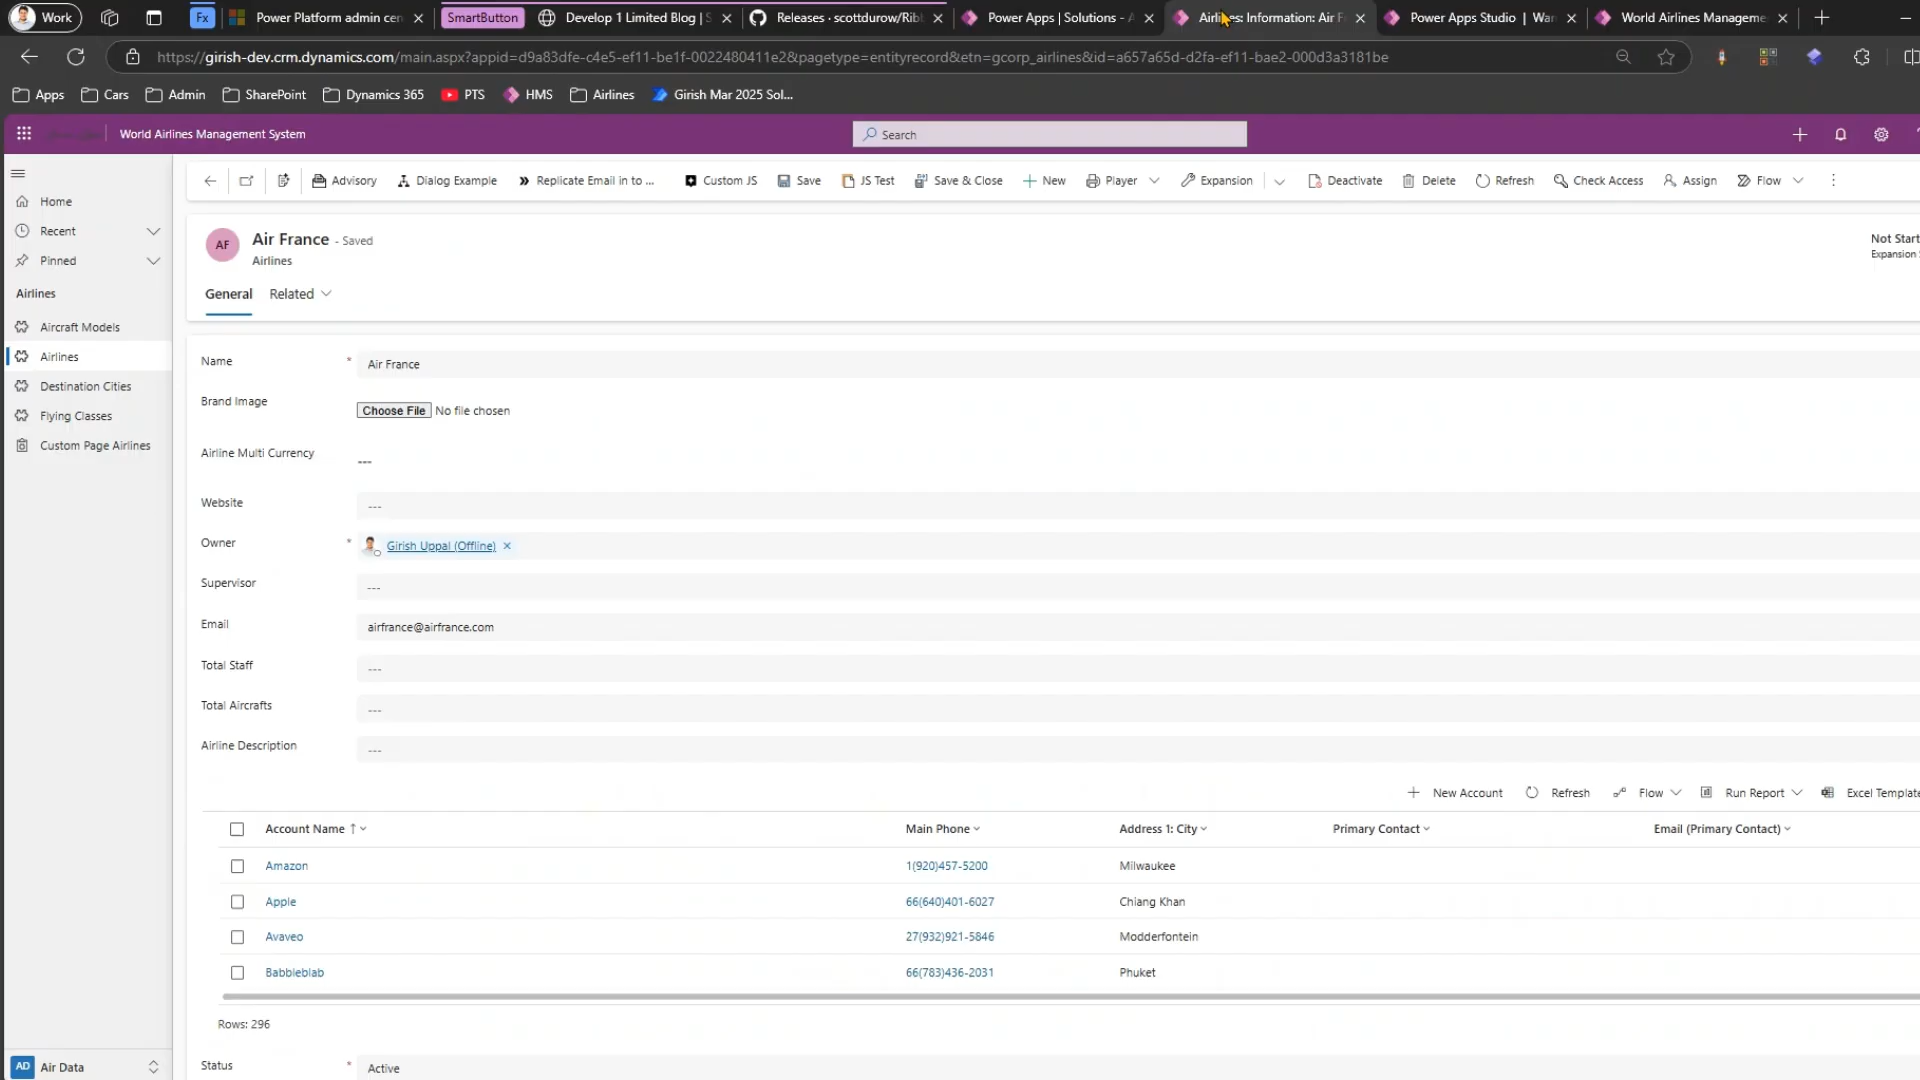 Work
Fx
Power Platform admin cen
SmartButton
Develop 1 Limited Blog | S
Releases · scottdurow/Ribl
Power Apps | Solutions - A
Airlines: Information: Air F
Power Apps Studio | Wan
World Airlines Manageme
https://girish-dev.crm.dynamics.com/main.aspx?appid=d9a83dfe-c4e5-ef11-be1f-0022480411e2&pagetype=entityrecord&etn=gcorp_airlines&id=a657a65d-d2fa-ef11-bae2-000d3a3181be
Apps
Cars
Admin
SharePoint
Dynamics 365
PTS
HMS
Airlines
Girish Mar 2025 Sol...
World Airlines Management System
Search
Advisory
Dialog Example
Replicate Email in to ...
Custom JS
Save
JS Test
Save & Close
New
Player
Expansion
Deactivate
Delete
Refresh
Check Access
Assign
Flow
Home
Recent
Pinned
Airlines
Aircraft Models
Airlines
Destination Cities
Flying Classes
Custom Page Airlines
AF
Air France - Saved
Airlines
Not Start
Expansion S
General
Related
Name * Air France
Brand Image
Choose File No file chosen
Airline Multi Currency
---
Website ---
Owner * Girish Uppal (Offline)
Supervisor ---
Email airfrance@airfrance.com
Total Staff ---
Total Aircrafts ---
Airline Description ---
New Account
Refresh
Flow
Run Report
Excel Template
Account Name ↑ Main Phone Address 1: City Primary Contact Email (Primary Contact)
Amazon 1(920)457-5200 Milwaukee
Apple 66(640)401-6027 Chiang Khan
Avaveo 27(932)921-5846 Modderfontein
Babbleblab 66(783)436-2031 Phuket
Rows: 296
Status * Active
AD Air Data